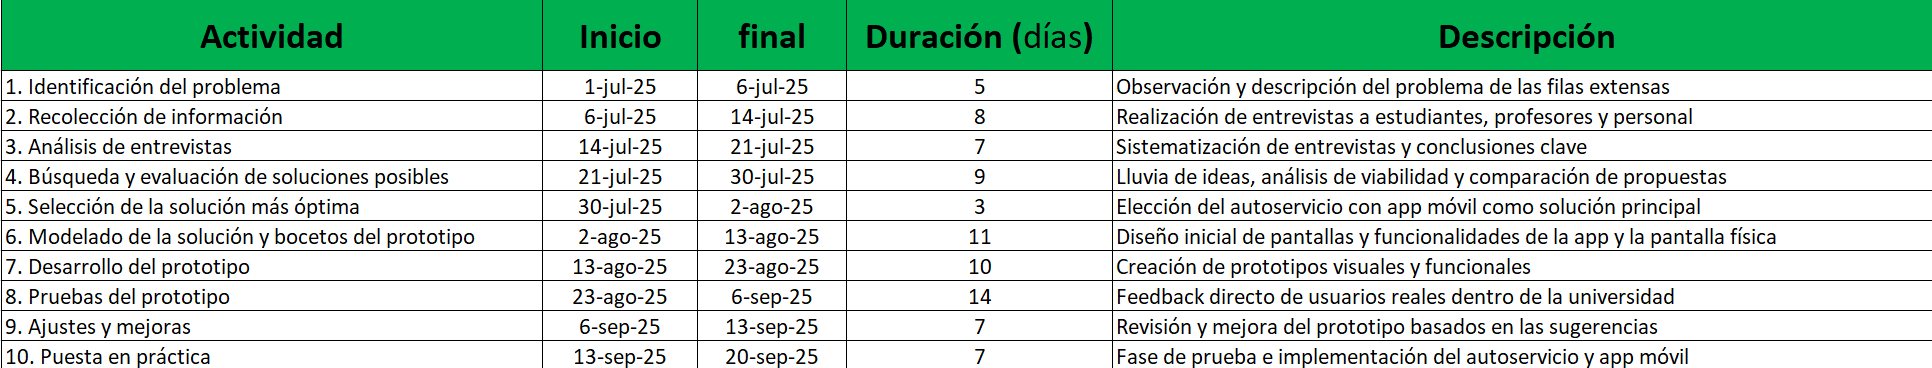 Actividad Inicio final Duración (días) Descripción
1. Identificación del problema 1-jul-25 6-jul-25 5 Observación y descripción del problema de las filas extensas
2. Recolección de información 6-jul-25 14-jul-25 8 Realización de entrevistas a estudiantes, profesores y personal
3. Análisis de entrevistas 14-jul-25 21-jul-25 7 Sistematización de entrevistas y conclusiones clave
4. Búsqueda y evaluación de soluciones posibles 21-jul-25 30-jul-25 9 Lluvia de ideas, análisis de viabilidad y comparación de propuestas
5. Selección de la solución más óptima 30-jul-25 2-ago-25 3 Elección del autoservicio con app móvil como solución principal
6. Modelado de la solución y bocetos del prototipo 2-ago-25 13-ago-25 11 Diseño inicial de pantallas y funcionalidades de la app y la pantalla física
7. Desarrollo del prototipo 13-ago-25 23-ago-25 10 Creación de prototipos visuales y funcionales
8. Pruebas del prototipo 23-ago-25 6-sep-25 14 Feedback directo de usuarios reales dentro de la universidad
9. Ajustes y mejoras 6-sep-25 13-sep-25 7 Revisión y mejora del prototipo basados en las sugerencias
10. Puesta en práctica 13-sep-25 20-sep-25 7 Fase de prueba e implementación del autoservicio y app móvil